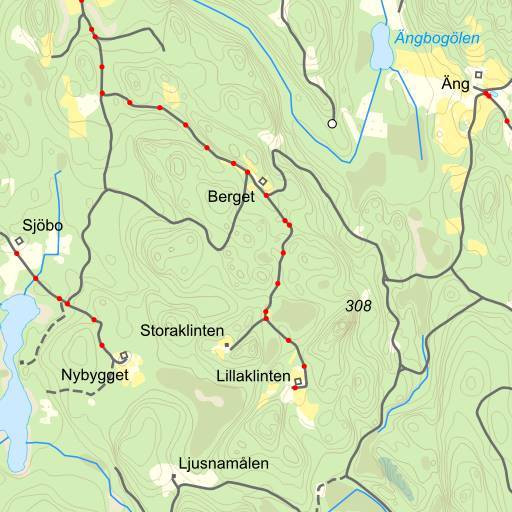 Ängbogölen
Äng
Berget
Sjöbo
308
Storaklinten
Nybygget
Lillaklinten
Ljusnamålen